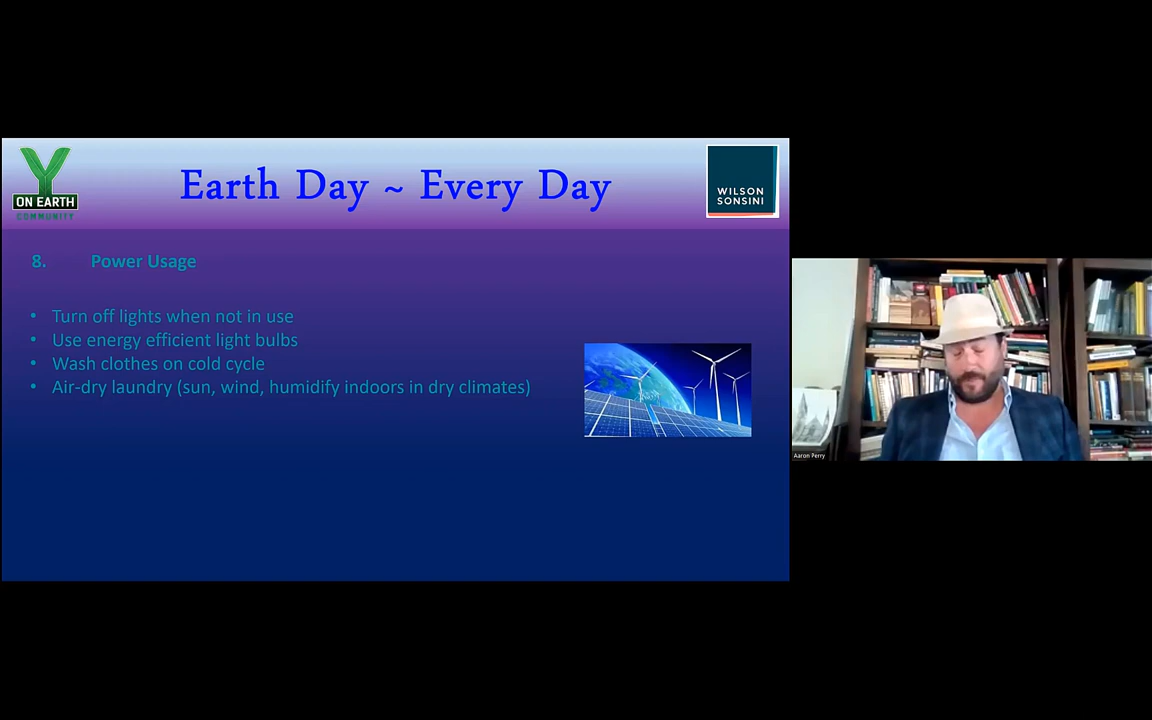 Y
ON EARTH
COMMUNITY
Earth Day ~ Every Day
WILSON
SONSINI
8. Power Usage
• Turn off lights when not in use
• Use energy efficient light bulbs
• Wash clothes on cold cycle
• Air-dry laundry (sun, wind, humidify indoors in dry climates)
Aaron Perry